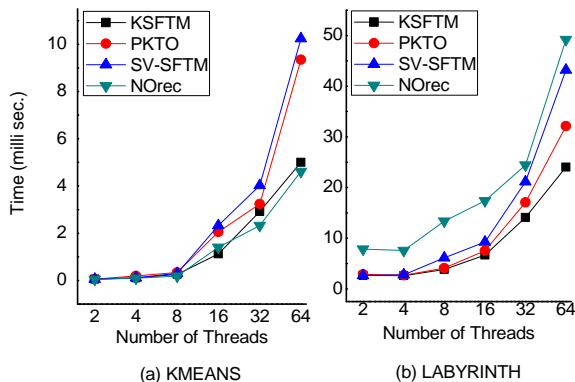 KSFTM
PKTO
SV-SFTM
NOrec
Time (milli sec.)
10
8
6
4
2
0
2 4 8 16 32 64
Number of Threads
(a) KMEANS
KSFTM
PKTO
SV-SFTM
NOrec
50
40
30
20
10
0
2 4 8 16 32 64
Number of Threads
(b) LABYRINTH